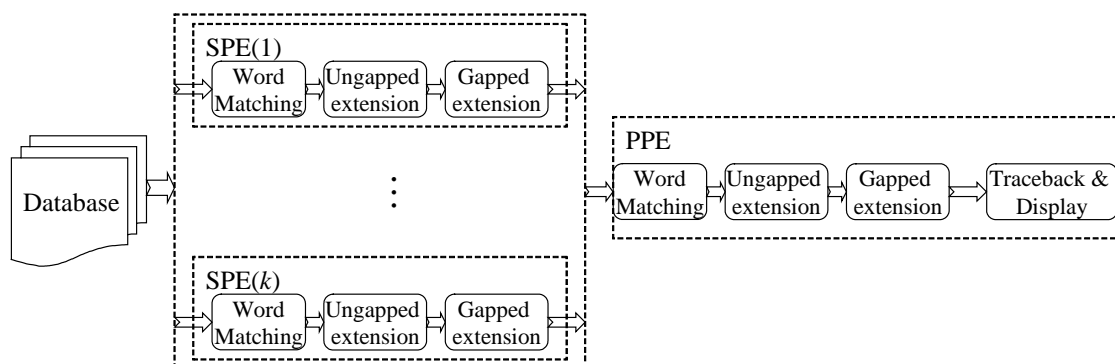 Database
SPE(1)
Word
Matching
Ungapped
extension
Gapped
extension
SPE(k)
Word
Matching
Ungapped
extension
Gapped
extension
PPE
Word
Matching
Ungapped
extension
Gapped
extension
Traceback &
Display